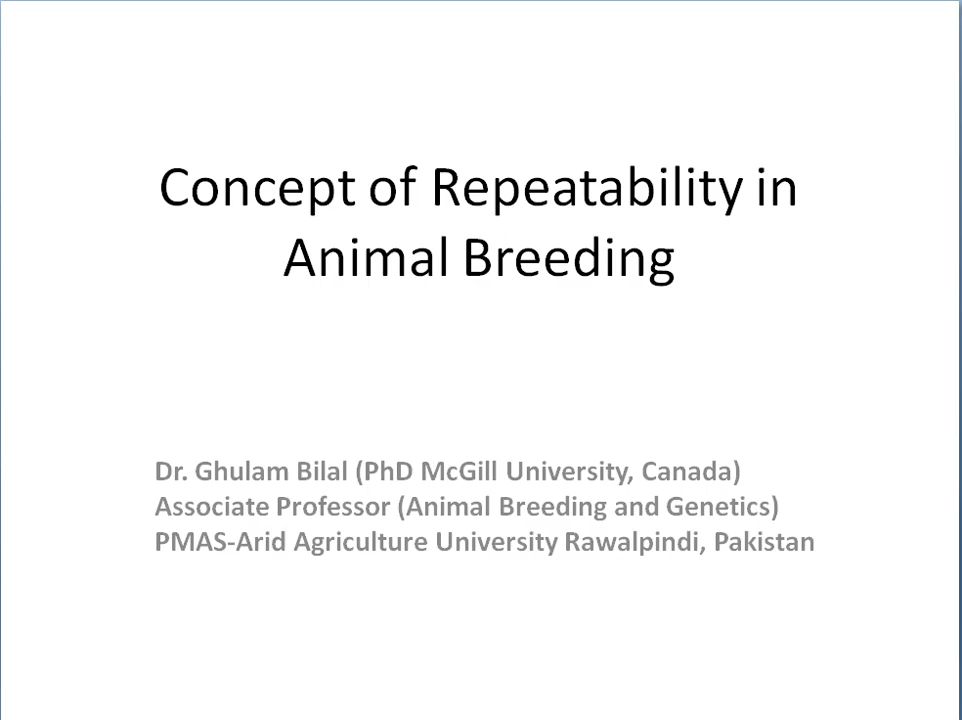 Concept of Repeatability in
Animal Breeding
Dr. Ghulam Bilal (PhD McGill University, Canada)
Associate Professor (Animal Breeding and Genetics)
PMAS-Arid Agriculture University Rawalpindi, Pakistan